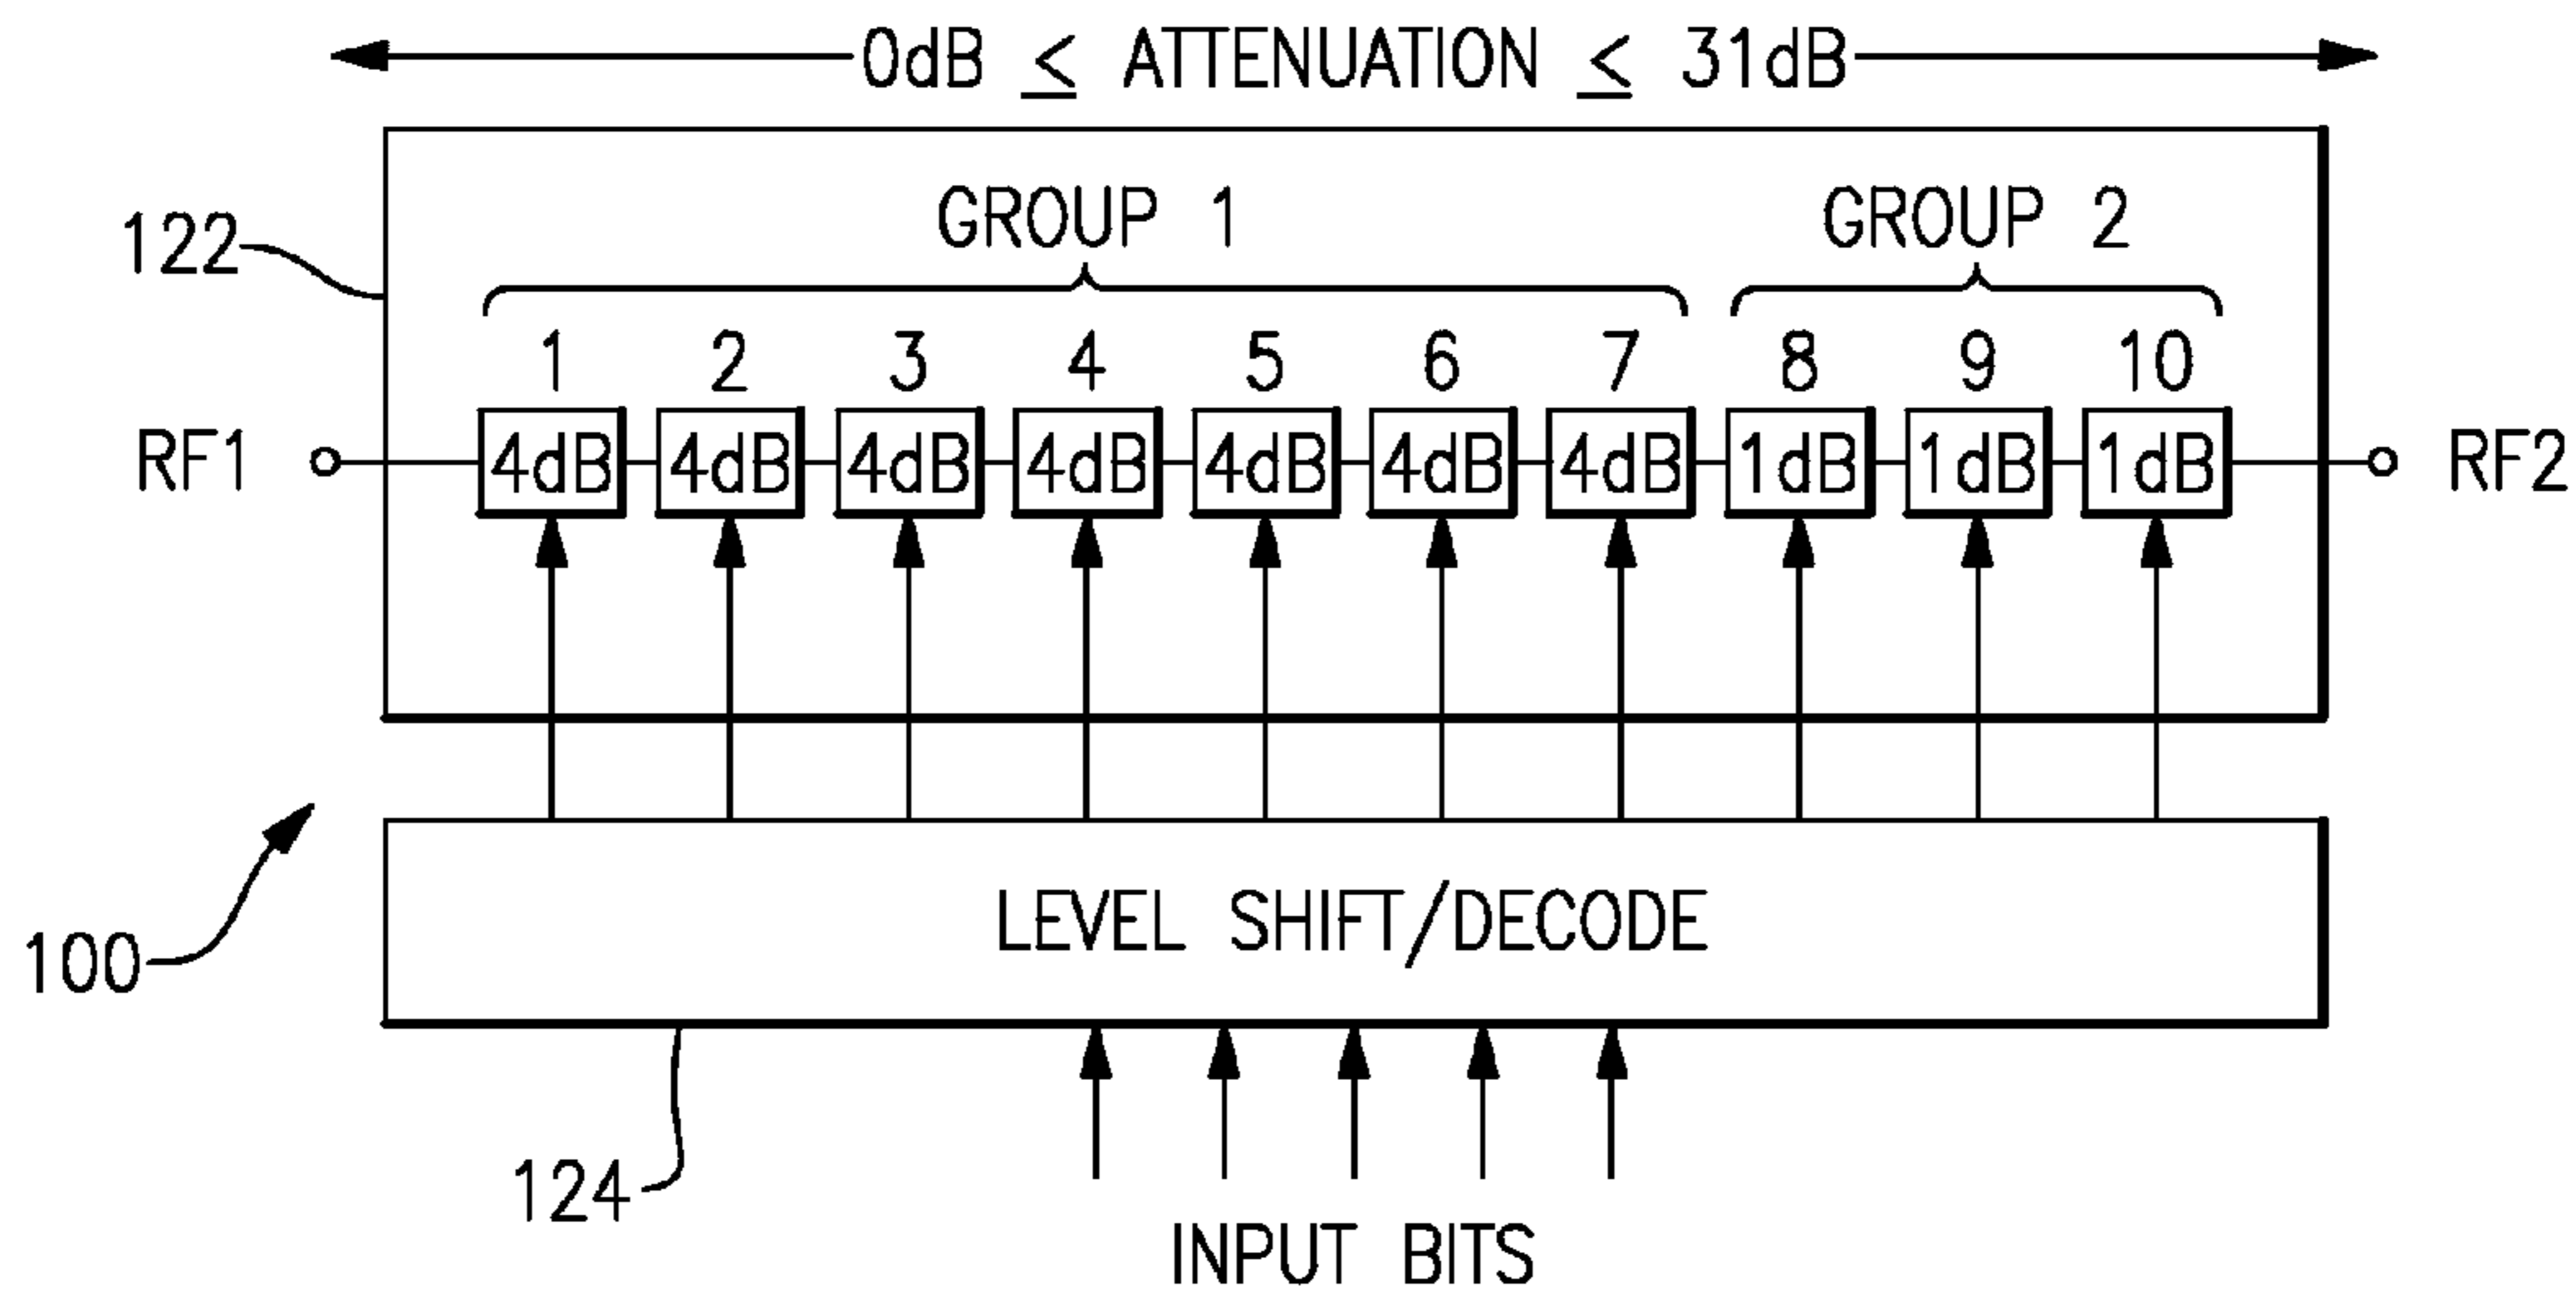 0dB ≤ ATTENUATION ≤ 31dB
GROUP 1 GROUP 2
122
1 2 3 4 5 6 7 8 9 10
RF1 4dB 4dB 4dB 4dB 4dB 4dB 4dB 1dB 1dB 1dB RF2
LEVEL SHIFT/DECODE
100
124
INPUT BITS